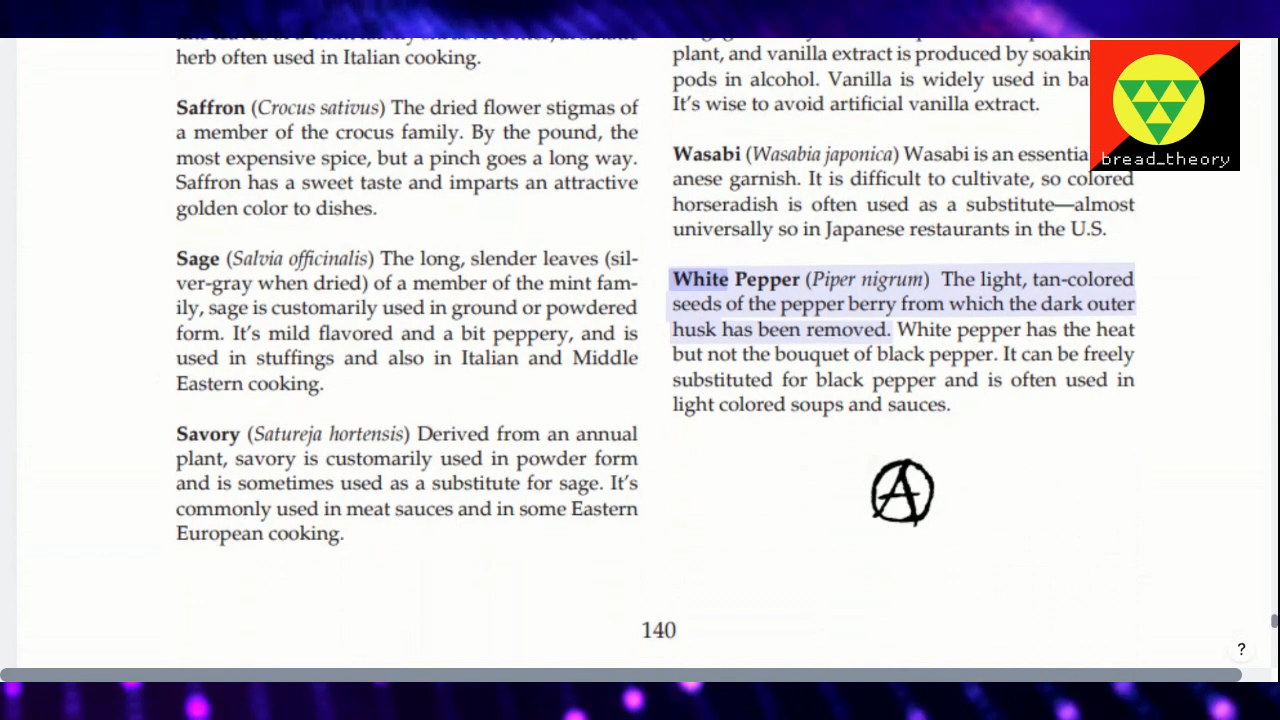 herb often used in Italian cooking.
Saffron (Crocus sativus) The dried flower stigmas of
a member of the crocus family. By the pound, the
most expensive spice, but a pinch goes a long way.
Saffron has a sweet taste and imparts an attractive
golden color to dishes.
Sage (Salvia officinalis) The long, slender leaves (sil-
ver-gray when dried) of a member of the mint fam-
ily, sage is customarily used in ground or powdered
form. It's mild flavored and a bit peppery, and is
used in stuffings and also in Italian and Middle
Eastern cooking.
Savory (Satureja hortensis) Derived from an annual
plant, savory is customarily used in powder form
and is sometimes used as a substitute for sage. It's
commonly used in meat sauces and in some Eastern
European cooking.
plant, and vanilla extract is produced by soakin
pods in alcohol. Vanilla is widely used in ba
It's wise to avoid artificial vanilla extract.
Wasabi (Wasabia japonica) Wasabi is an essentia
anese garnish. It is difficult to cultivate, so colored
horseradish is often used as a substitute—almost
universally so in Japanese restaurants in the U.S.
White Pepper (Piper nigrum) The light, tan-colored
seeds of the pepper berry from which the dark outer
husk has been removed. White pepper has the heat
but not the bouquet of black pepper. It can be freely
substituted for black pepper and is often used in
light colored soups and sauces.
A
140
?
bread_theory